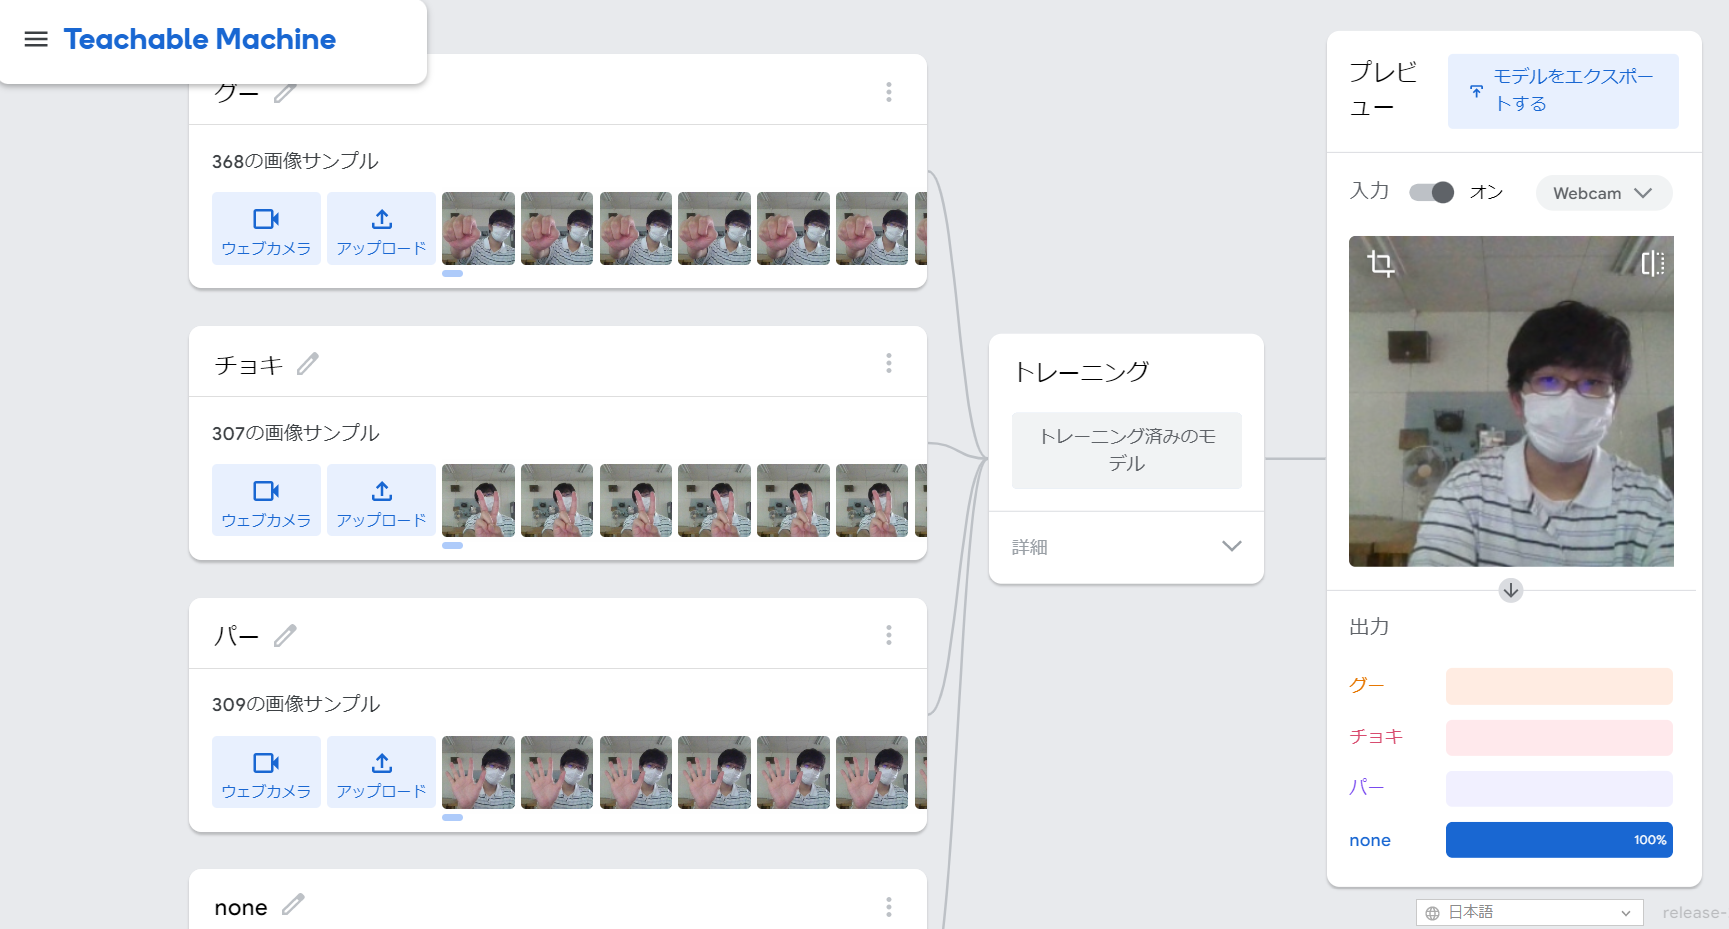 Teachable Machine
グー
368の画像サンプル
ウェブカメラ
アップロード
チョキ
307の画像サンプル
ウェブカメラ
アップロード
パー
309の画像サンプル
ウェブカメラ
アップロード
none
トレーニング
トレーニング済みのモ
デル
詳細
プレビ
ュー
モデルをエクスポー
トする
入力
オン
Webcam
出力
グー
チョキ
パー
none
100%
日本語
release-